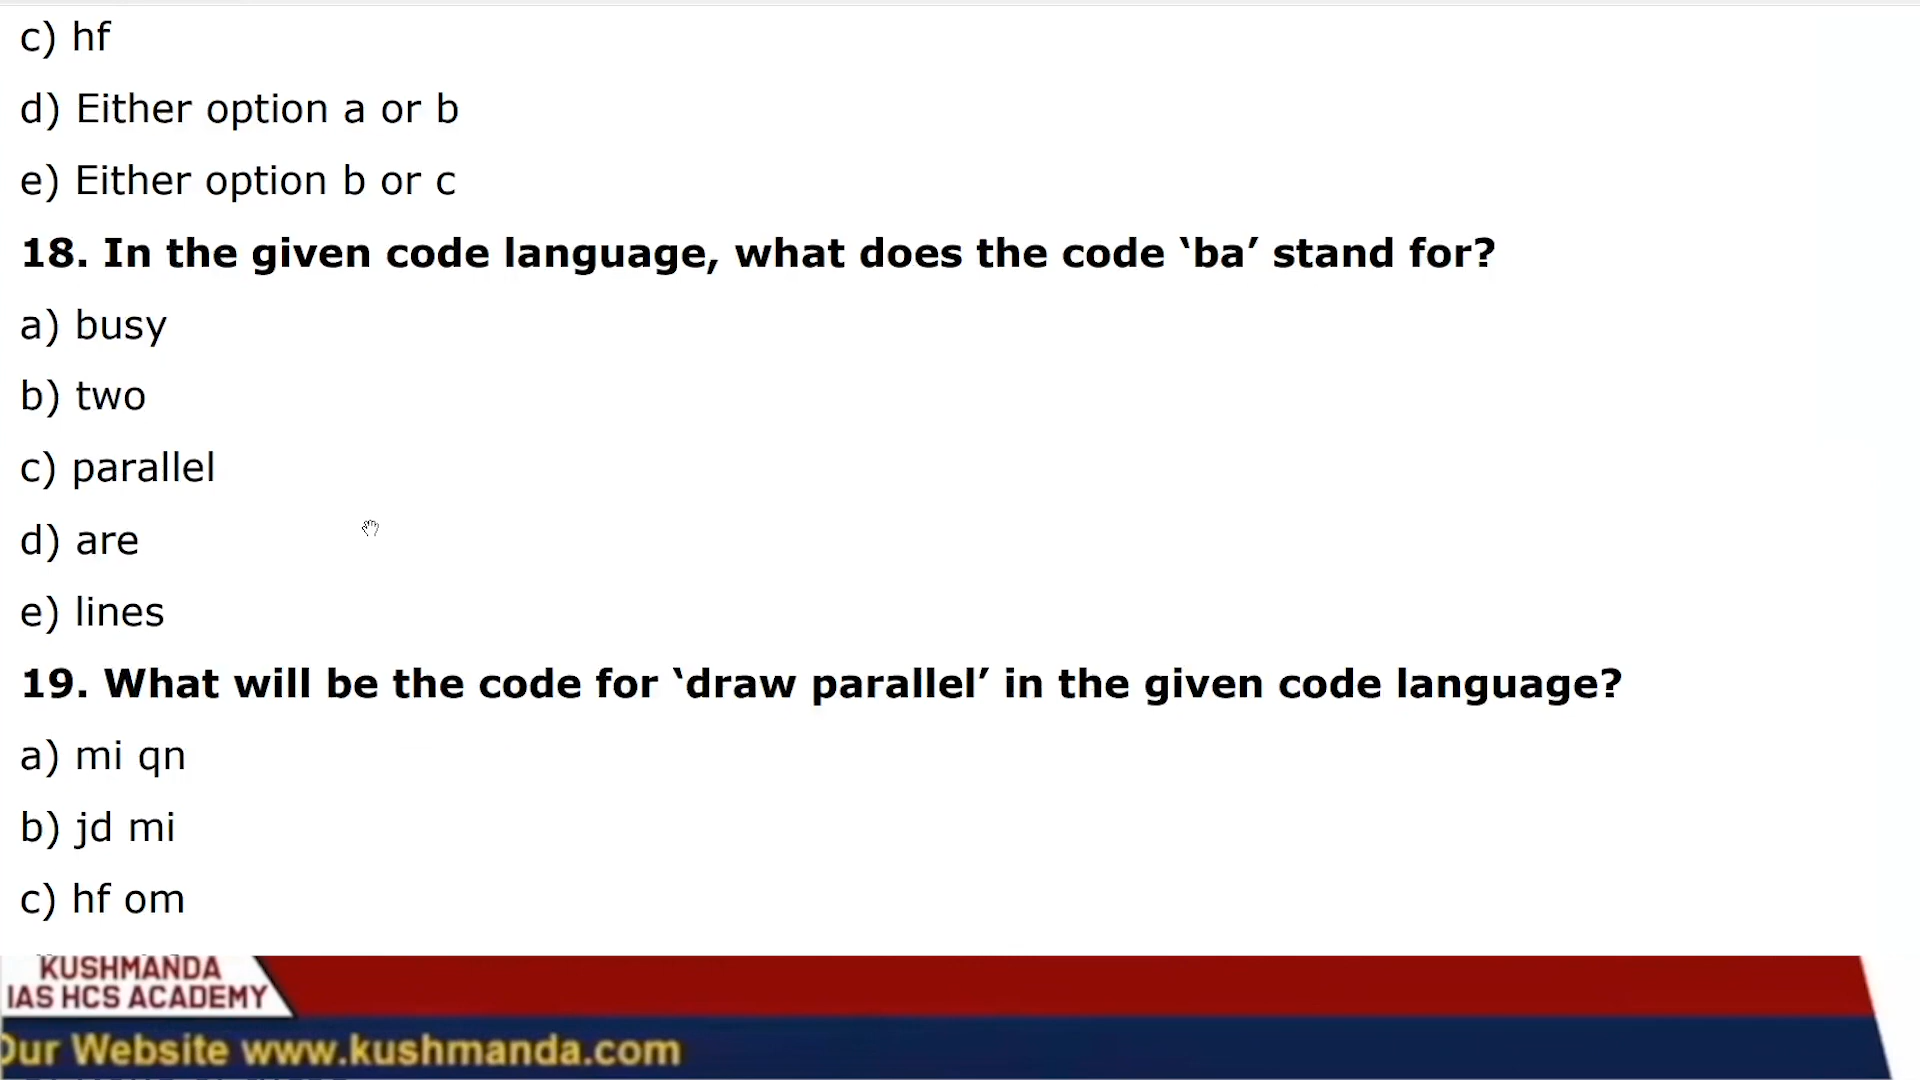 c) hf
d) Either option a or b
e) Either option b or c
18. In the given code language, what does the code ‘ba’ stand for?
a) busy
b) two
c) parallel
d) are
e) lines
19. What will be the code for ‘draw parallel’ in the given code language?
a) mi qn
b) jd mi
c) hf om
KUSHMANDA
IAS HCS ACADEMY
Our Website www.kushmanda.com